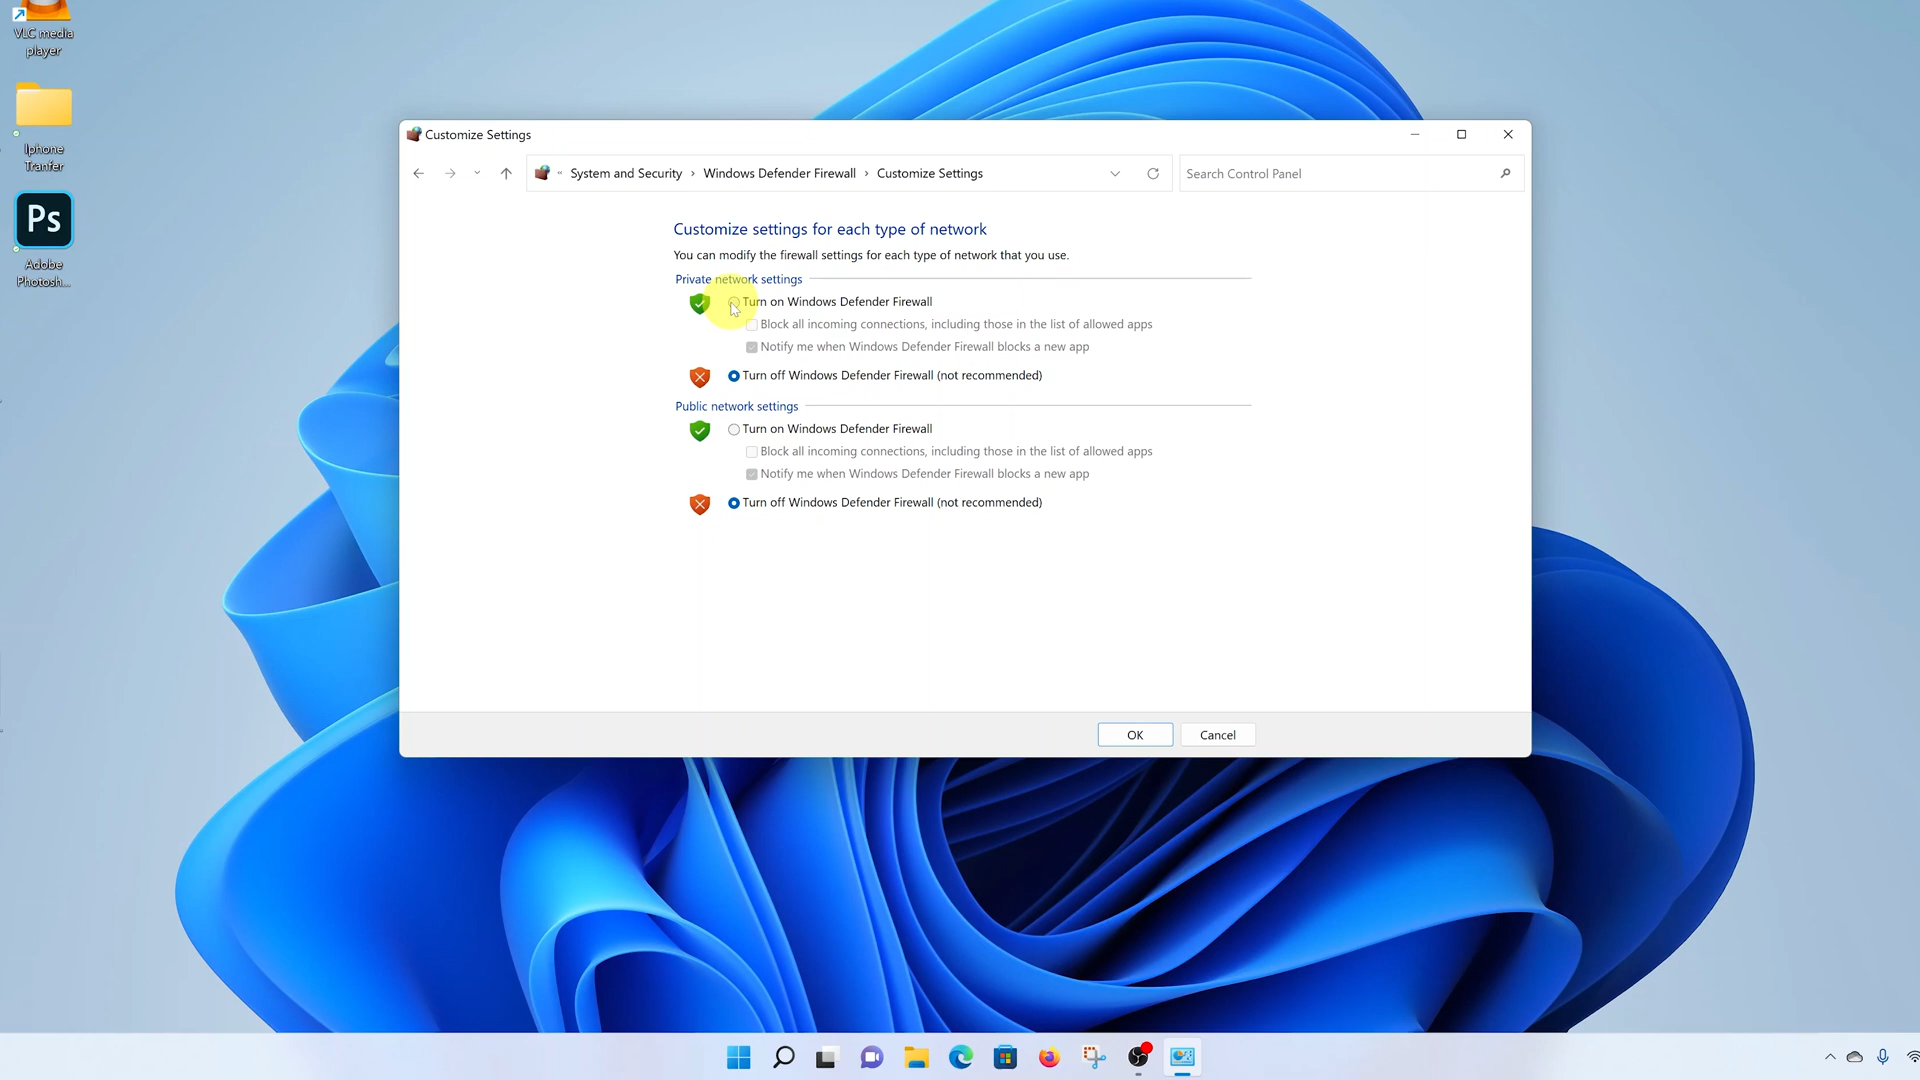 VLC media
player
Iphone
Tranfer
Ps
Adobe
Photosh...
Customize Settings
« System and Security › Windows Defender Firewall › Customize Settings
Search Control Panel
Customize settings for each type of network
You can modify the firewall settings for each type of network that you use.
Private network settings
Turn on Windows Defender Firewall
Block all incoming connections, including those in the list of allowed apps
Notify me when Windows Defender Firewall blocks a new app
Turn off Windows Defender Firewall (not recommended)
Public network settings
Turn on Windows Defender Firewall
Block all incoming connections, including those in the list of allowed apps
Notify me when Windows Defender Firewall blocks a new app
Turn off Windows Defender Firewall (not recommended)
OK
Cancel